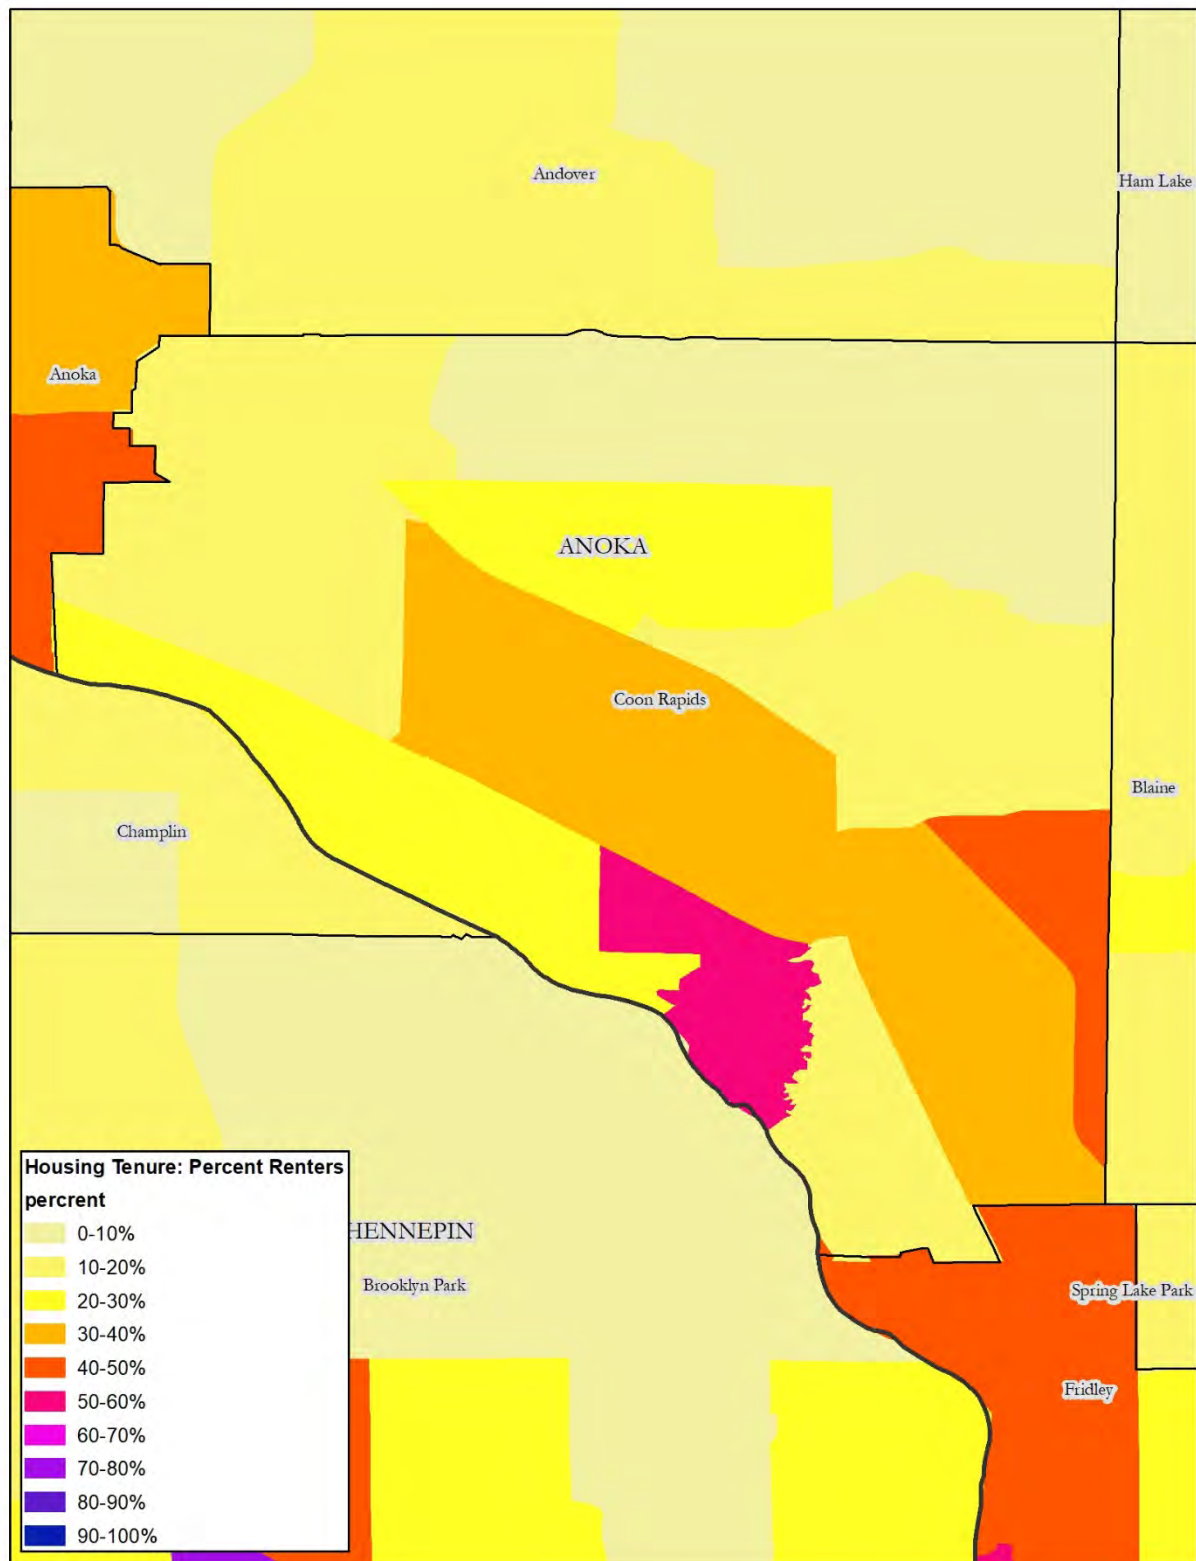 Andover
Ham Lake
Anoka
ANOKA
Coon Rapids
Blaine
Champlin
Housing Tenure: Percent Renters
percrent
0-10%
10-20%
20-30%
30-40%
40-50%
50-60%
60-70%
70-80%
80-90%
90-100%
HENNEPIN
Brooklyn Park
Spring Lake Park
Fridley